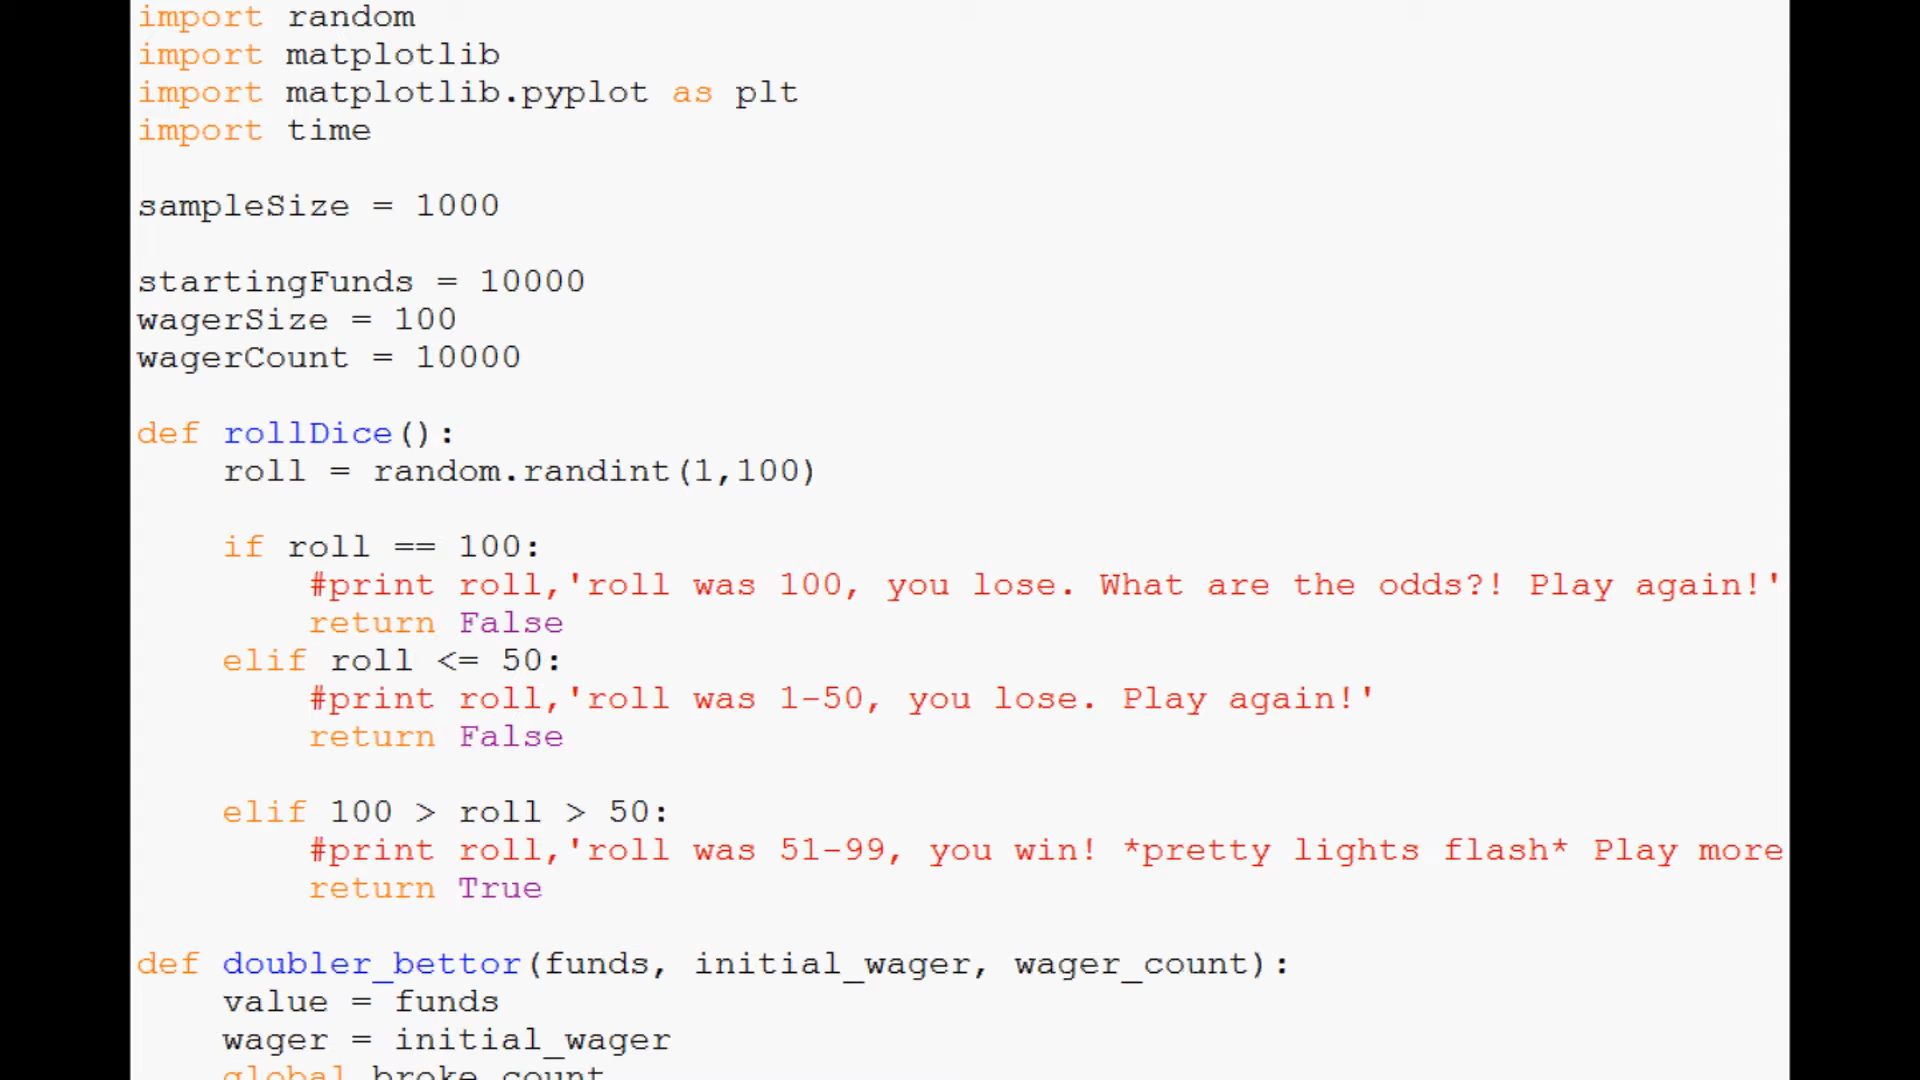 import random
import matplotlib
import matplotlib.pyplot as plt
import time
sampleSize = 1000
startingFunds = 10000
wagerSize = 100
wagerCount = 10000
def rollDice():
    roll = random.randint(1,100)
    if roll == 100:
        #print roll,'roll was 100, you lose. What are the odds?! Play again!'
        return False
    elif roll <= 50:
        #print roll,'roll was 1-50, you lose. Play again!'
        return False
    elif 100 > roll > 50:
        #print roll,'roll was 51-99, you win! *pretty lights flash* Play more
        return True
def doubler_bettor(funds, initial_wager, wager_count):
    value = funds
    wager = initial_wager
    global broke_count